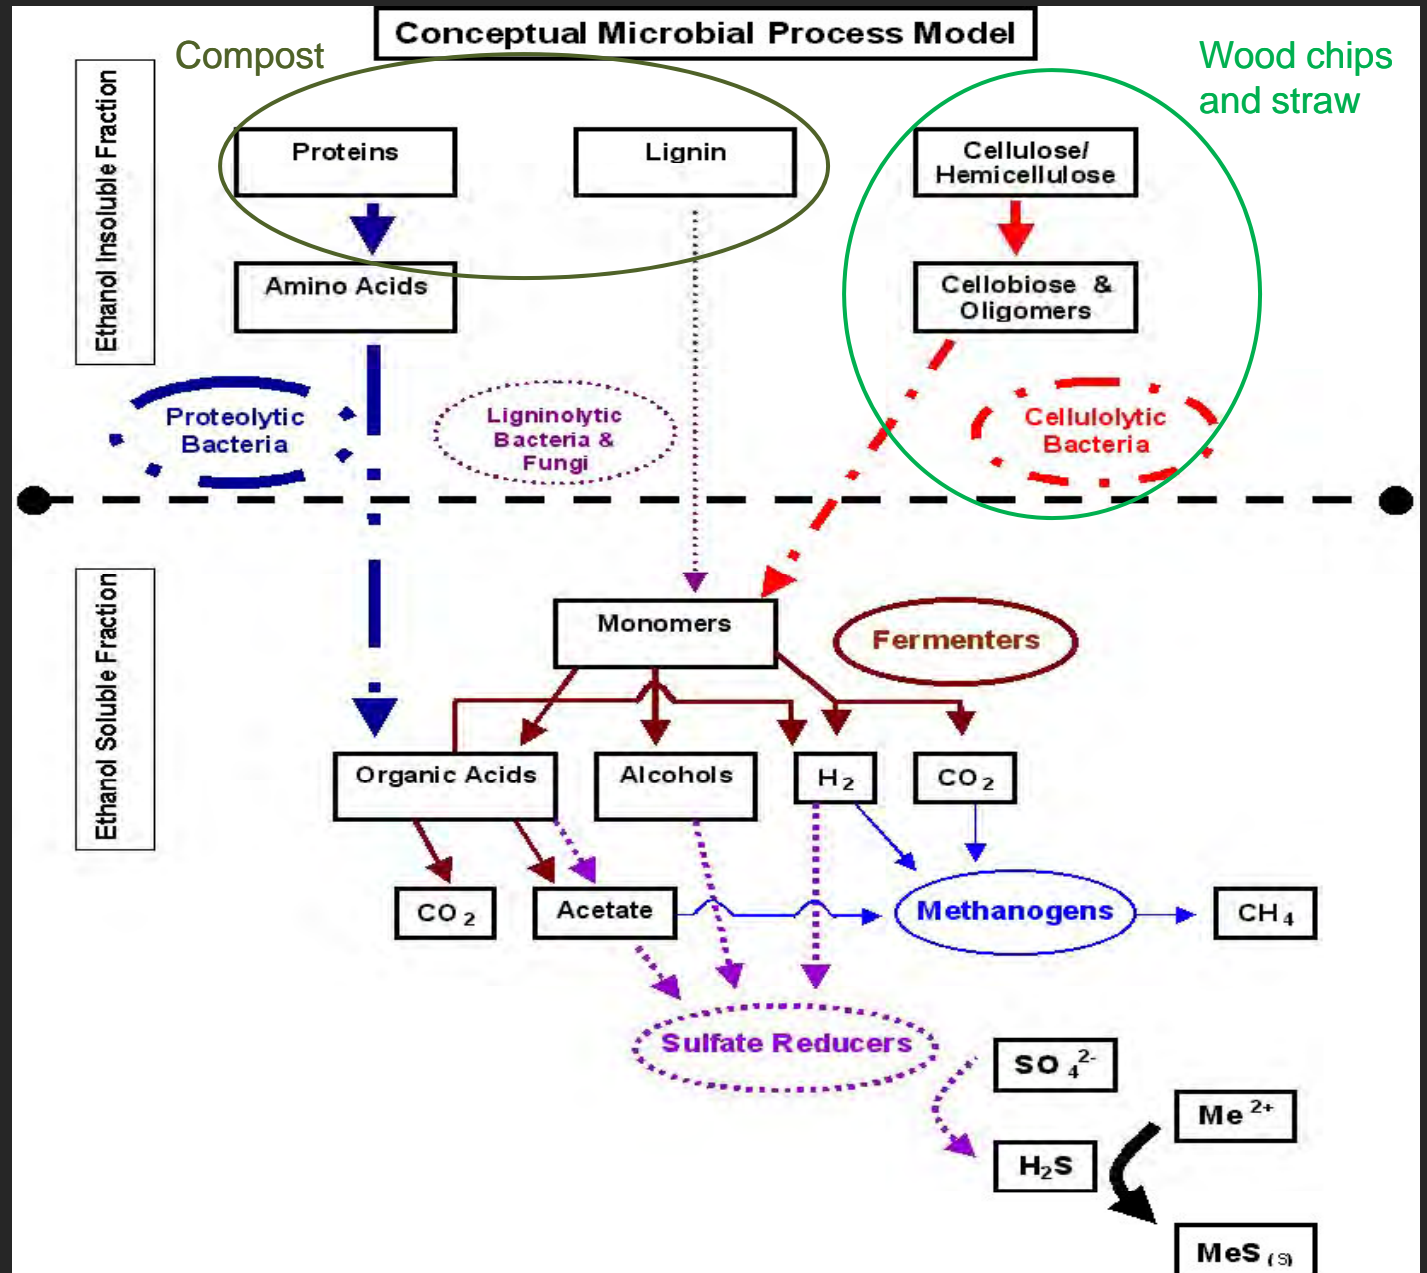 Conceptual Microbial Process Model
Compost
Wood chips
and straw
Ethanol Insoluble Fraction
Proteins
Lignin
Cellulose/
Hemicellulose
Amino Acids
Cellobiose &
Oligomers
Proteolytic
Bacteria
Ligninolytic
Bacteria &
Fungi
Cellulolytic
Bacteria
Ethanol Soluble Fraction
Monomers
Fermenters
Organic Acids
Alcohols
H₂
CO₂
CO₂
Acetate
Methanogens
CH₄
Sulfate Reducers
SO₄²⁻
Me²⁺
H₂S
MeS₍S₎